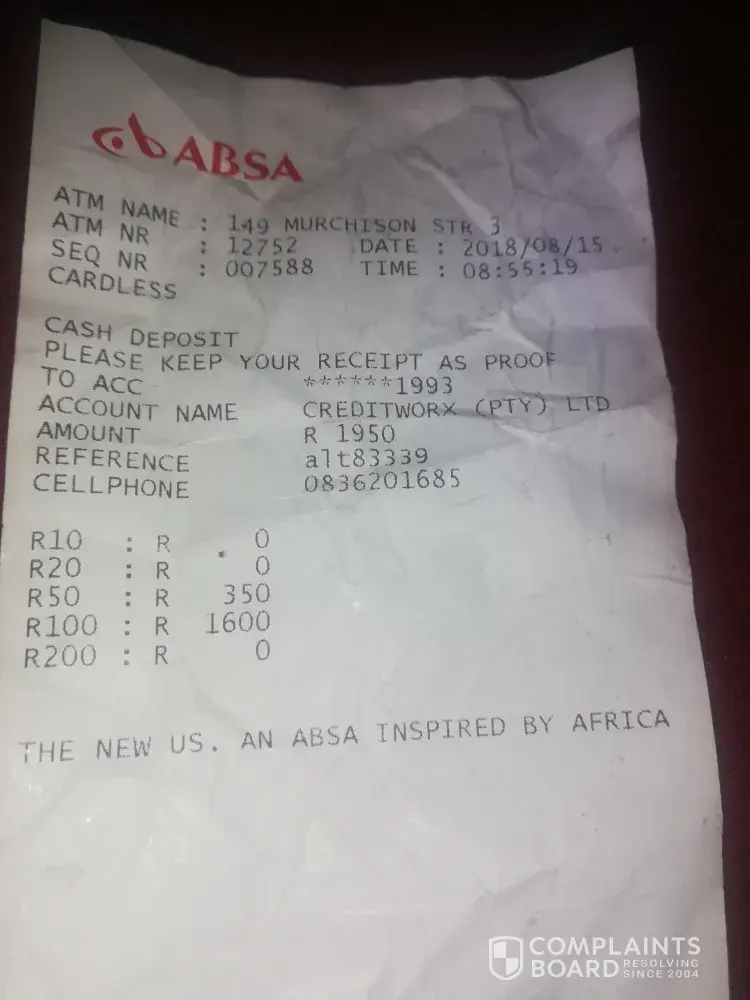 ABSA
ATM NAME : 149 MURCHISON STR 3
ATM NR : 12752 DATE : 2018/08/15
SEQ NR : 007588 TIME : 08:55:19
CARDLESS
CASH DEPOSIT
PLEASE KEEP YOUR RECEIPT AS PROOF
TO ACC ******1993
ACCOUNT NAME CREDITWORX (PTY) LTD
AMOUNT R 1950
REFERENCE alt83339
CELLPHONE 0836201685
R10 : R 0
R20 : R 0
R50 : R 350
R100 : R 1600
R200 : R 0
THE NEW US. AN ABSA INSPIRED BY AFRICA
COMPLAINTS
BOARD RESOLVING
SINCE 2004